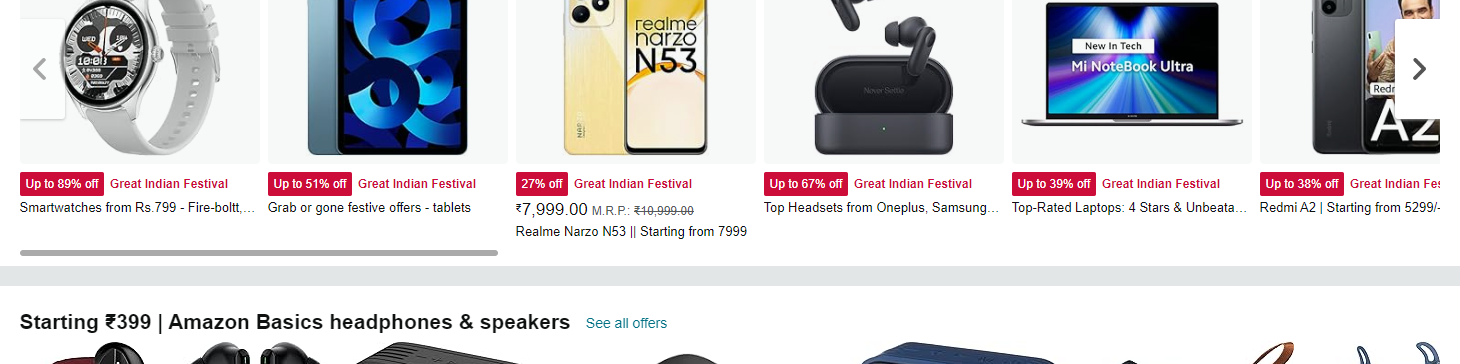 WED
10:08
realme
narzo
N53
Never Settle
New In Tech
Mi NoteBook Ultra
Redmi
A2
Up to 89% off Great Indian Festival
Smartwatches from Rs.799 - Fire-boltt,...
Up to 51% off Great Indian Festival
Grab or gone festive offers - tablets
27% off Great Indian Festival
₹7,999.00 M.R.P.: ₹10,999.00
Realme Narzo N53 || Starting from 7999
Up to 67% off Great Indian Festival
Top Headsets from Oneplus, Samsung...
Up to 39% off Great Indian Festival
Top-Rated Laptops: 4 Stars & Unbeata...
Up to 38% off Great Indian Fes
Redmi A2 | Starting from 5299/-
Starting ₹399 | Amazon Basics headphones & speakers See all offers